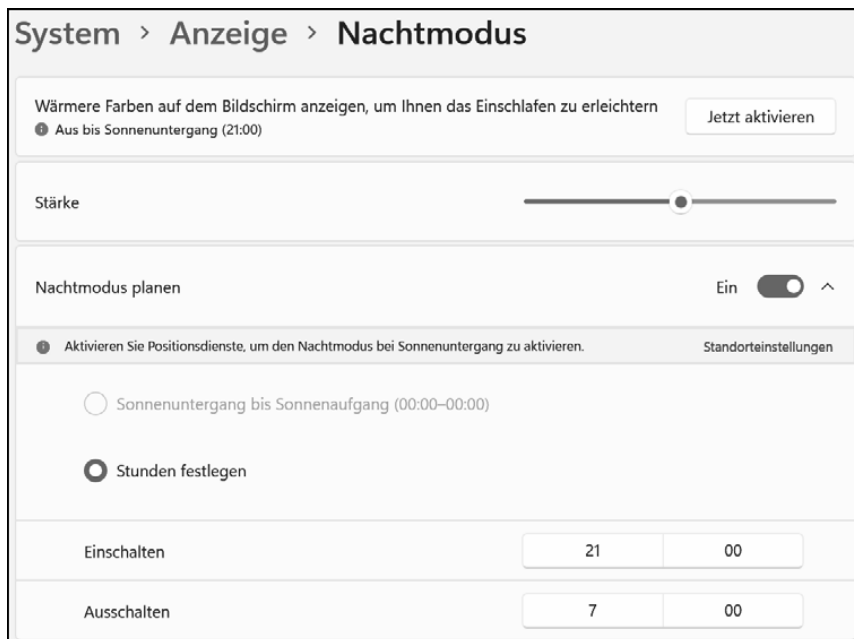 System > Anzeige > Nachtmodus
Wärmere Farben auf dem Bildschirm anzeigen, um Ihnen das Einschlafen zu erleichtern
Jetzt aktivieren
Aus bis Sonnenuntergang (21:00)
Stärke
Nachtmodus planen Ein
Aktivieren Sie Positionsdienste, um den Nachtmodus bei Sonnenuntergang zu aktivieren. Standorteinstellungen
Sonnenuntergang bis Sonnenaufgang (00:00–00:00)
Stunden festlegen
Einschalten 21 00
Ausschalten 7 00